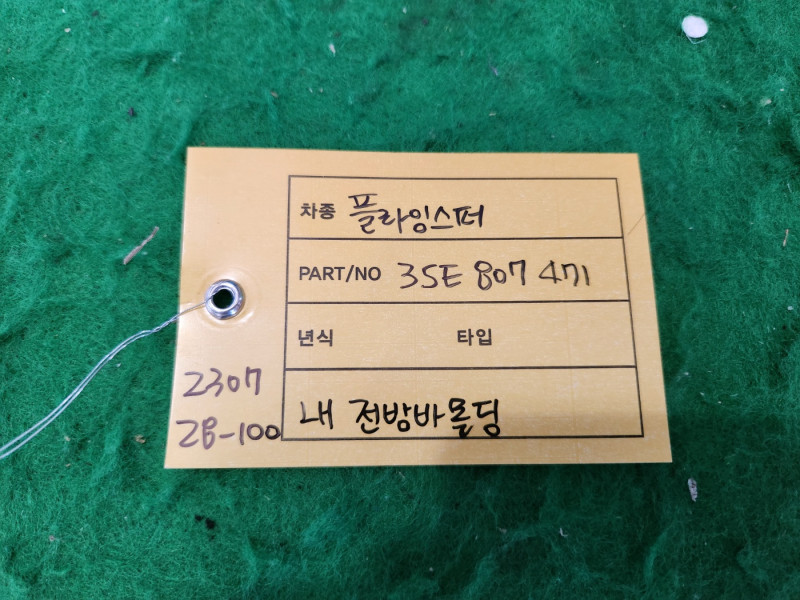 차종 플라잉스퍼
PART/NO 3SE 807 471
년식 타입
내 전방바몰딩
2307
2B-100